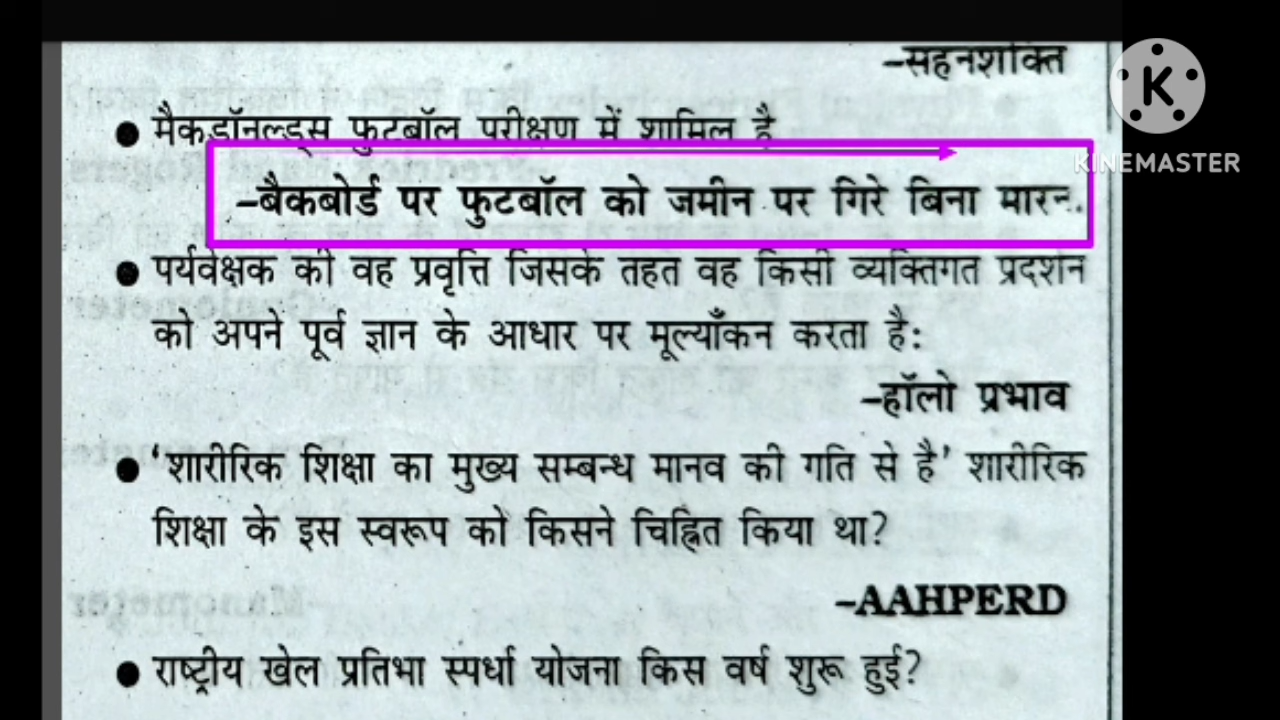 –सहनशक्ति
● मैकडॉनल्ड्स फुटबॉल परीक्षण में शामिल है
–बैकबोर्ड पर फुटबॉल को जमीन पर गिरे बिना
● पर्यवेक्षक की वह प्रवृत्ति जिसके तहत वह किसी व्यक्तिगत प्रदर्शन
को अपने पूर्व ज्ञान के आधार पर मूल्याँकन करता है:
–हॉलो प्रभाव
● ‘शारीरिक शिक्षा का मुख्य सम्बन्ध मानव की गति से है’ शारीरिक
शिक्षा के इस स्वरूप को किसने चिह्नित किया था?
–AAHPERD
● राष्ट्रीय खेल प्रतिभा स्पर्धा योजना किस वर्ष शुरू हुई?
K
KINEMASTER